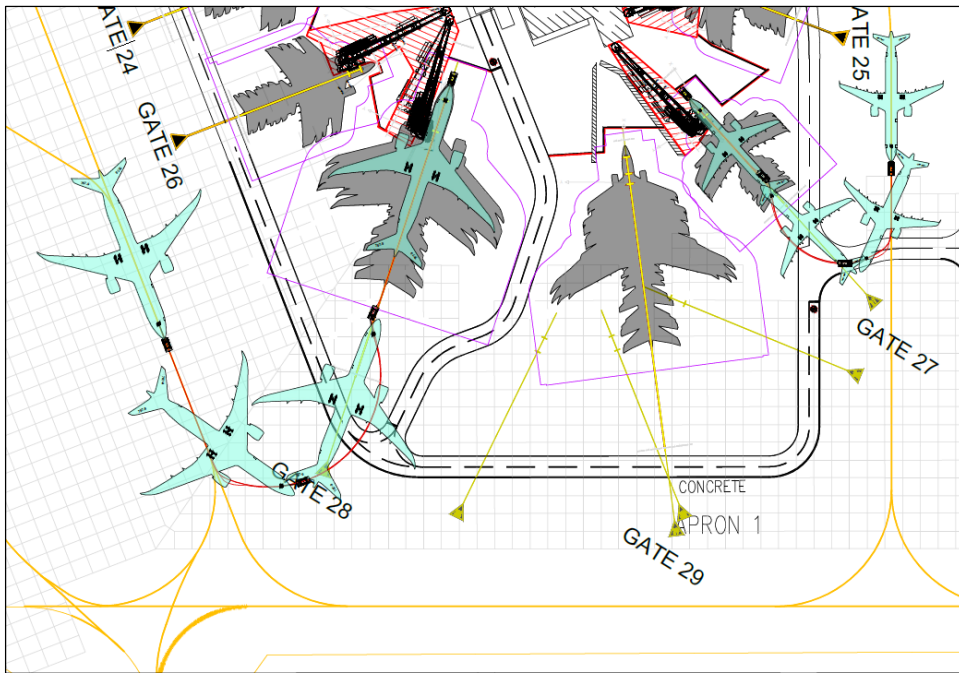 ATE 24
GATE 25
GATE 26
GATE 27
GATE 28
CONCRETE
APRON 1
GATE 29